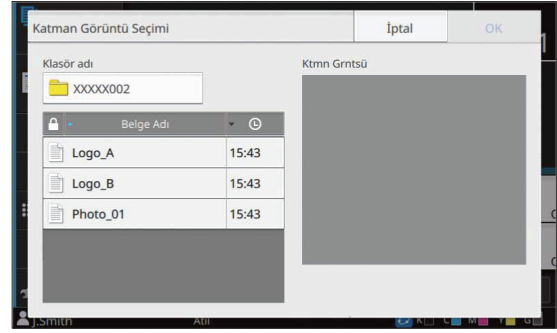 Katman Görüntü Seçimi
İptal
OK
Klasör adı
Ktmn Grntsü
XXXXX002
Belge Adı
Logo_A 15:43
Logo_B 15:43
Photo_01 15:43
J.Smith
Atıl
K C M Y G